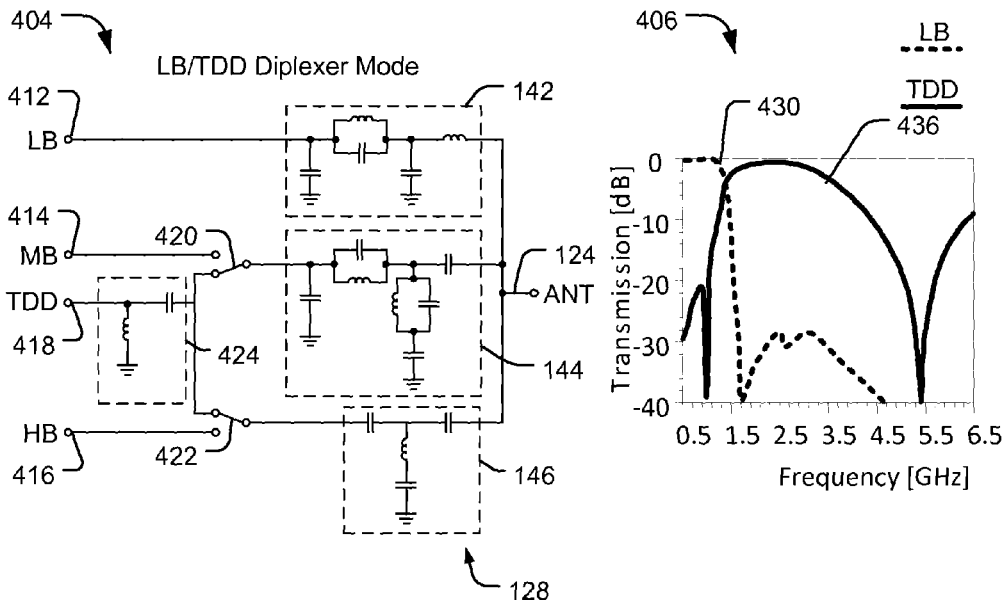 404
LB/TDD Diplexer Mode
412
LB
142
414
MB
420
TDD
418
424
144
124
ANT
HB
416
422
146
128
406
LB
TDD
430
436
Transmission [dB]
0
-10
-20
-30
-40
0.5 1.5 2.5 3.5 4.5 5.5 6.5
Frequency [GHz]